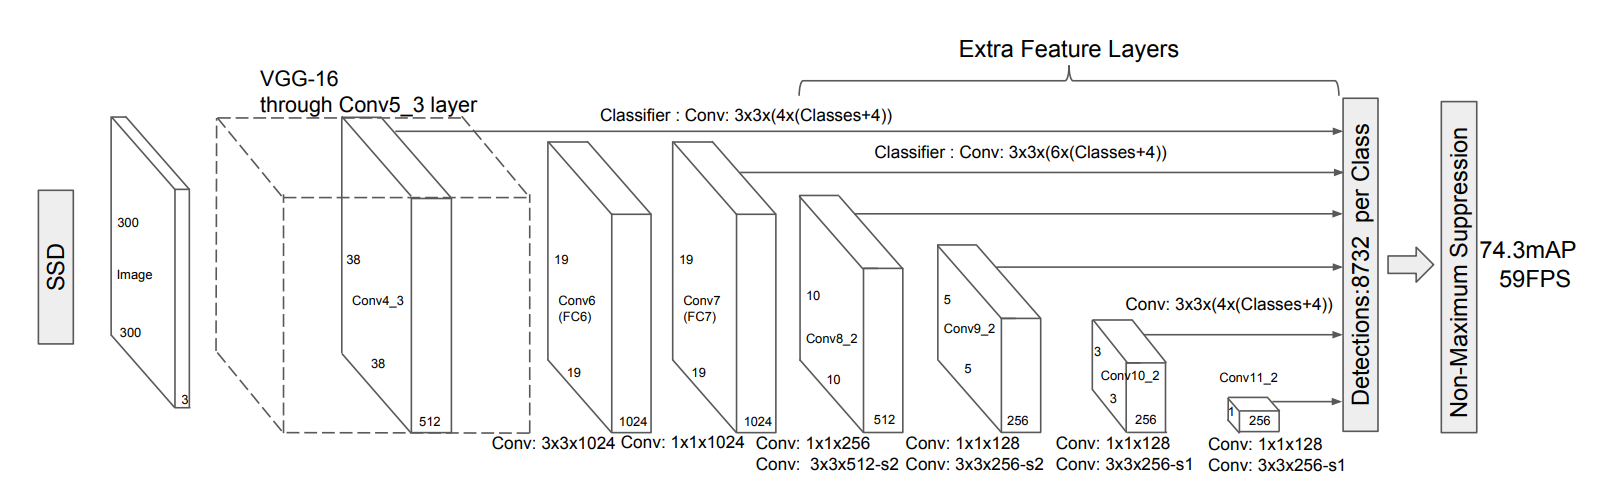 Extra Feature Layers
VGG-16
through Conv5_3 layer
Classifier : Conv: 3x3x(4x(Classes+4))
Classifier : Conv: 3x3x(6x(Classes+4))
SSD
300
Image
300
3
38
Conv4_3
38
512
19
Conv6
(FC6)
19
1024
19
Conv7
(FC7)
19
1024
10
Conv8_2
10
512
5
Conv9_2
5
256
Conv: 3x3x(4x(Classes+4))
3
Conv10_2
3
256
Conv11_2
1
256
Detections:8732 per Class
Non-Maximum Suppression
74.3mAP
59FPS
Conv: 3x3x1024
Conv: 1x1x1024
Conv: 1x1x256
Conv: 3x3x512-s2
Conv: 1x1x128
Conv: 3x3x256-s2
Conv: 1x1x128
Conv: 3x3x256-s1
Conv: 1x1x128
Conv: 3x3x256-s1